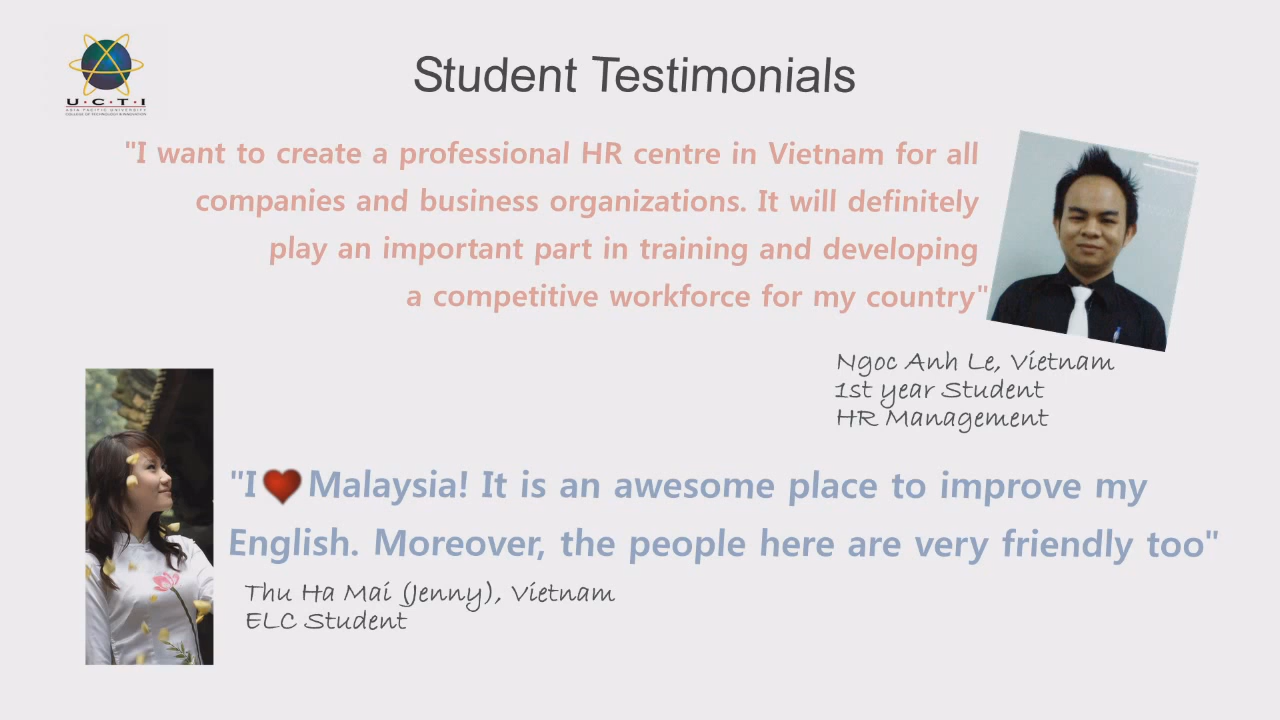 U·C·T·I
ASIA PACIFIC UNIVERSITY
COLLEGE OF TECHNOLOGY & INNOVATION
Student Testimonials
"I want to create a professional HR centre in Vietnam for all
companies and business organizations. It will definitely
play an important part in training and developing
a competitive workforce for my country"
Ngoc Anh Le, Vietnam
1st year Student
HR Management
"I ❤ Malaysia! It is an awesome place to improve my
English. Moreover, the people here are very friendly too"
Thu Ha Mai (Jenny), Vietnam
ELC Student